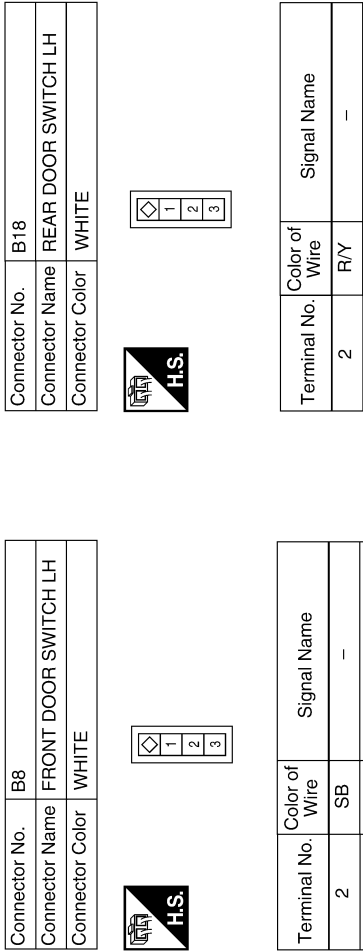 Connector No. B8
Connector Name FRONT DOOR SWITCH LH
Connector Color WHITE
H.S.
1 2 3
Terminal No. Color of Wire Signal Name
2 SB –
Connector No. B18
Connector Name REAR DOOR SWITCH LH
Connector Color WHITE
H.S.
1 2 3
Terminal No. Color of Wire Signal Name
2 R/Y –